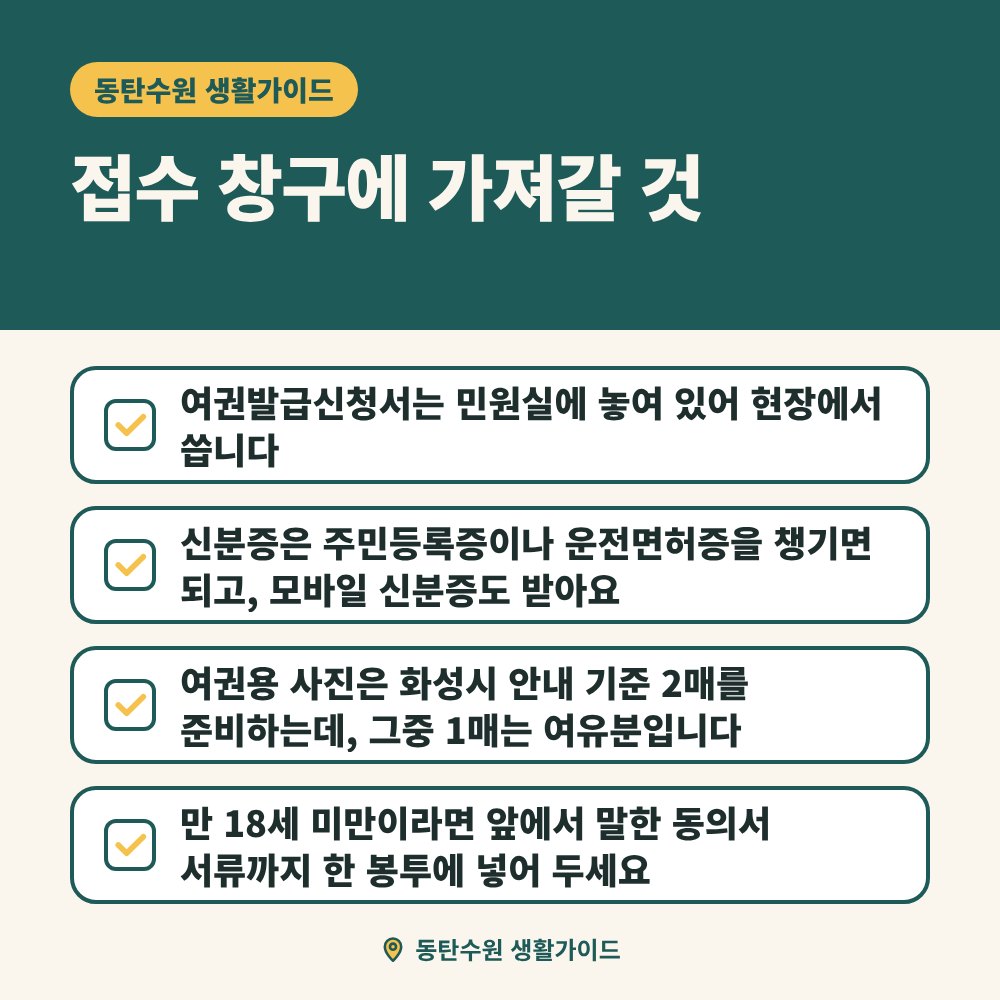 동탄수원 생활가이드
접수 창구에 가져갈 것
여권발급신청서는 민원실에 놓여 있어 현장에서
씁니다
신분증은 주민등록증이나 운전면허증을 챙기면
되고, 모바일 신분증도 받아요
여권용 사진은 화성시 안내 기준 2매를
준비하는데, 그중 1매는 여유분입니다
만 18세 미만이라면 앞에서 말한 동의서
서류까지 한 봉투에 넣어 두세요
동탄수원 생활가이드